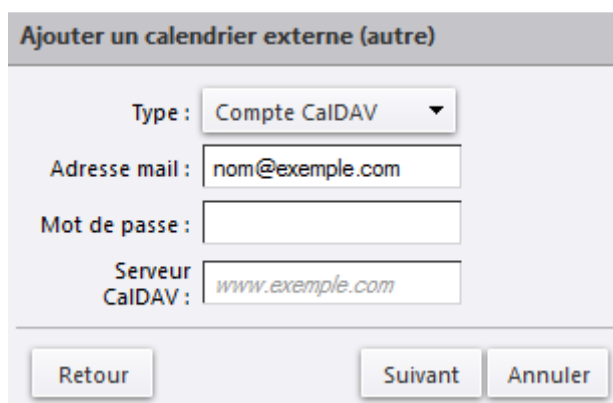 Ajouter un calendrier externe (autre)
Type : Compte CalDAV
Adresse mail : nom@exemple.com
Mot de passe :
Serveur
CalDAV : www.exemple.com
Retour Suivant Annuler